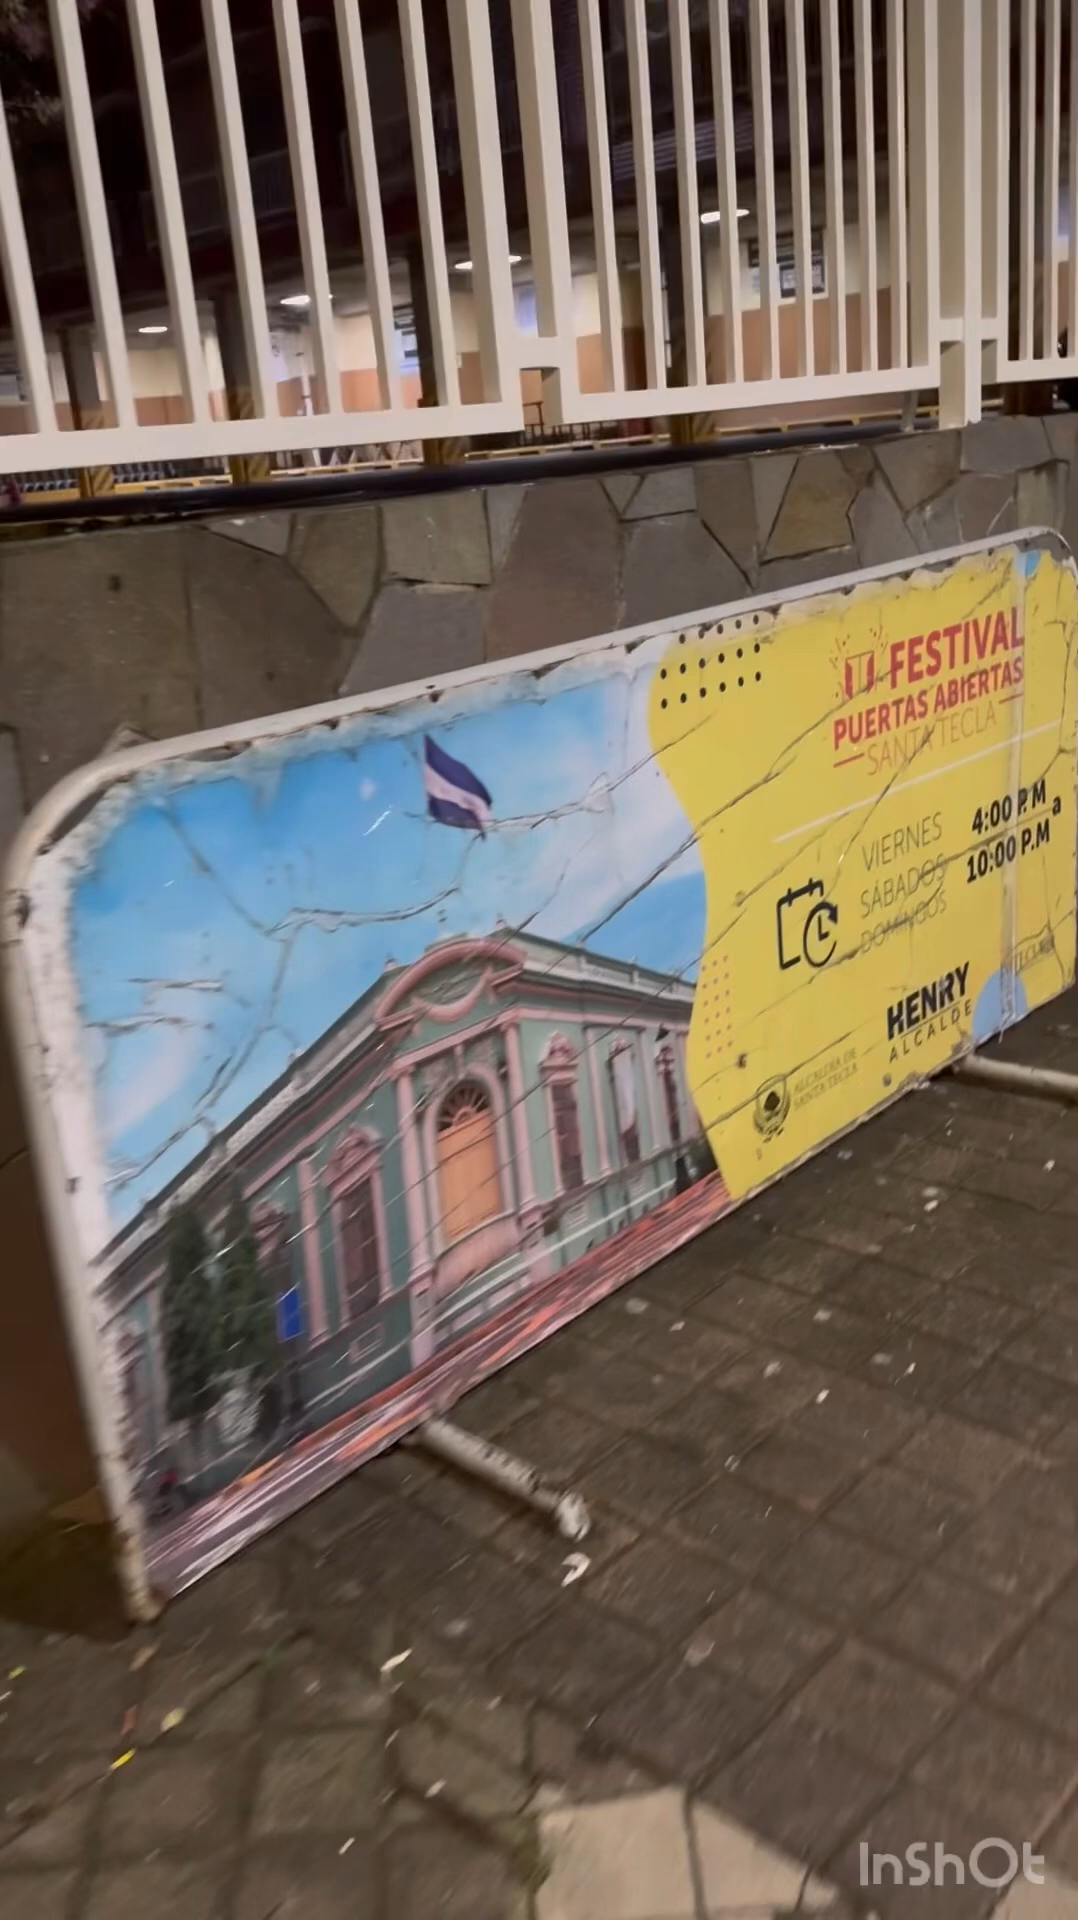 FESTIVAL
PUERTAS ABIERTAS
SANTA TECLA
VIERNES
SÁBADOS
DOMINGOS
4:00 P.M a
10:00 P.M
HENRY
ALCALDE
ALCALDÍA DE
SANTA TECLA
InShOt